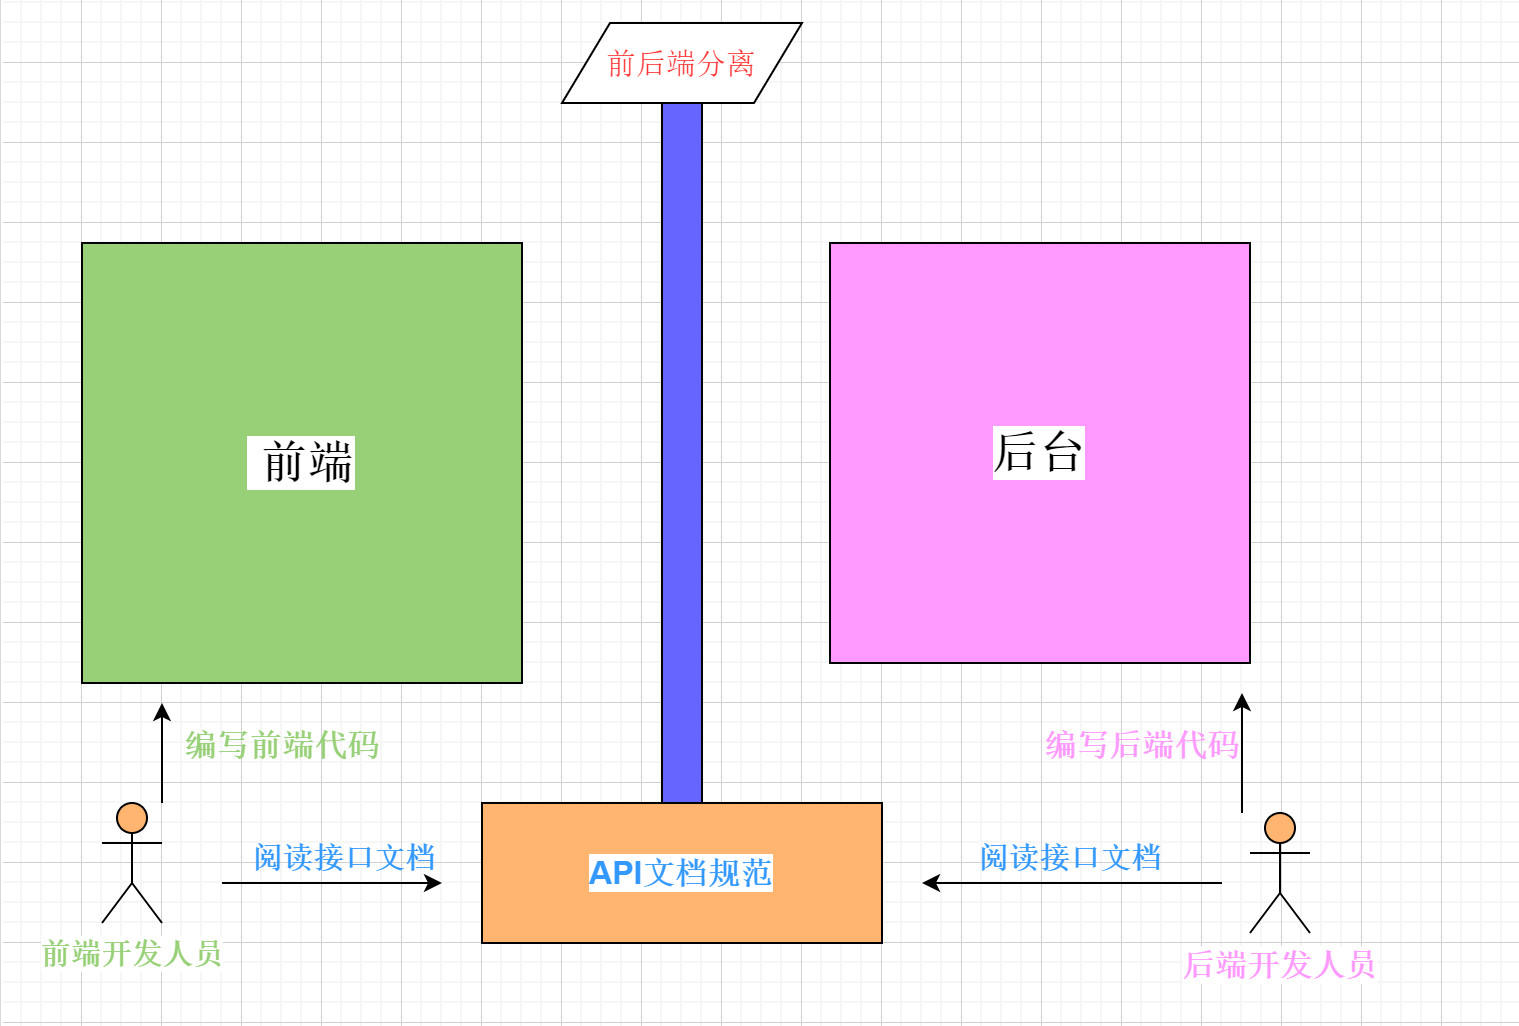 前后端分离
前端
后台
编写前端代码
编写后端代码
阅读接口文档
API文档规范
阅读接口文档
前端开发人员
后端开发人员